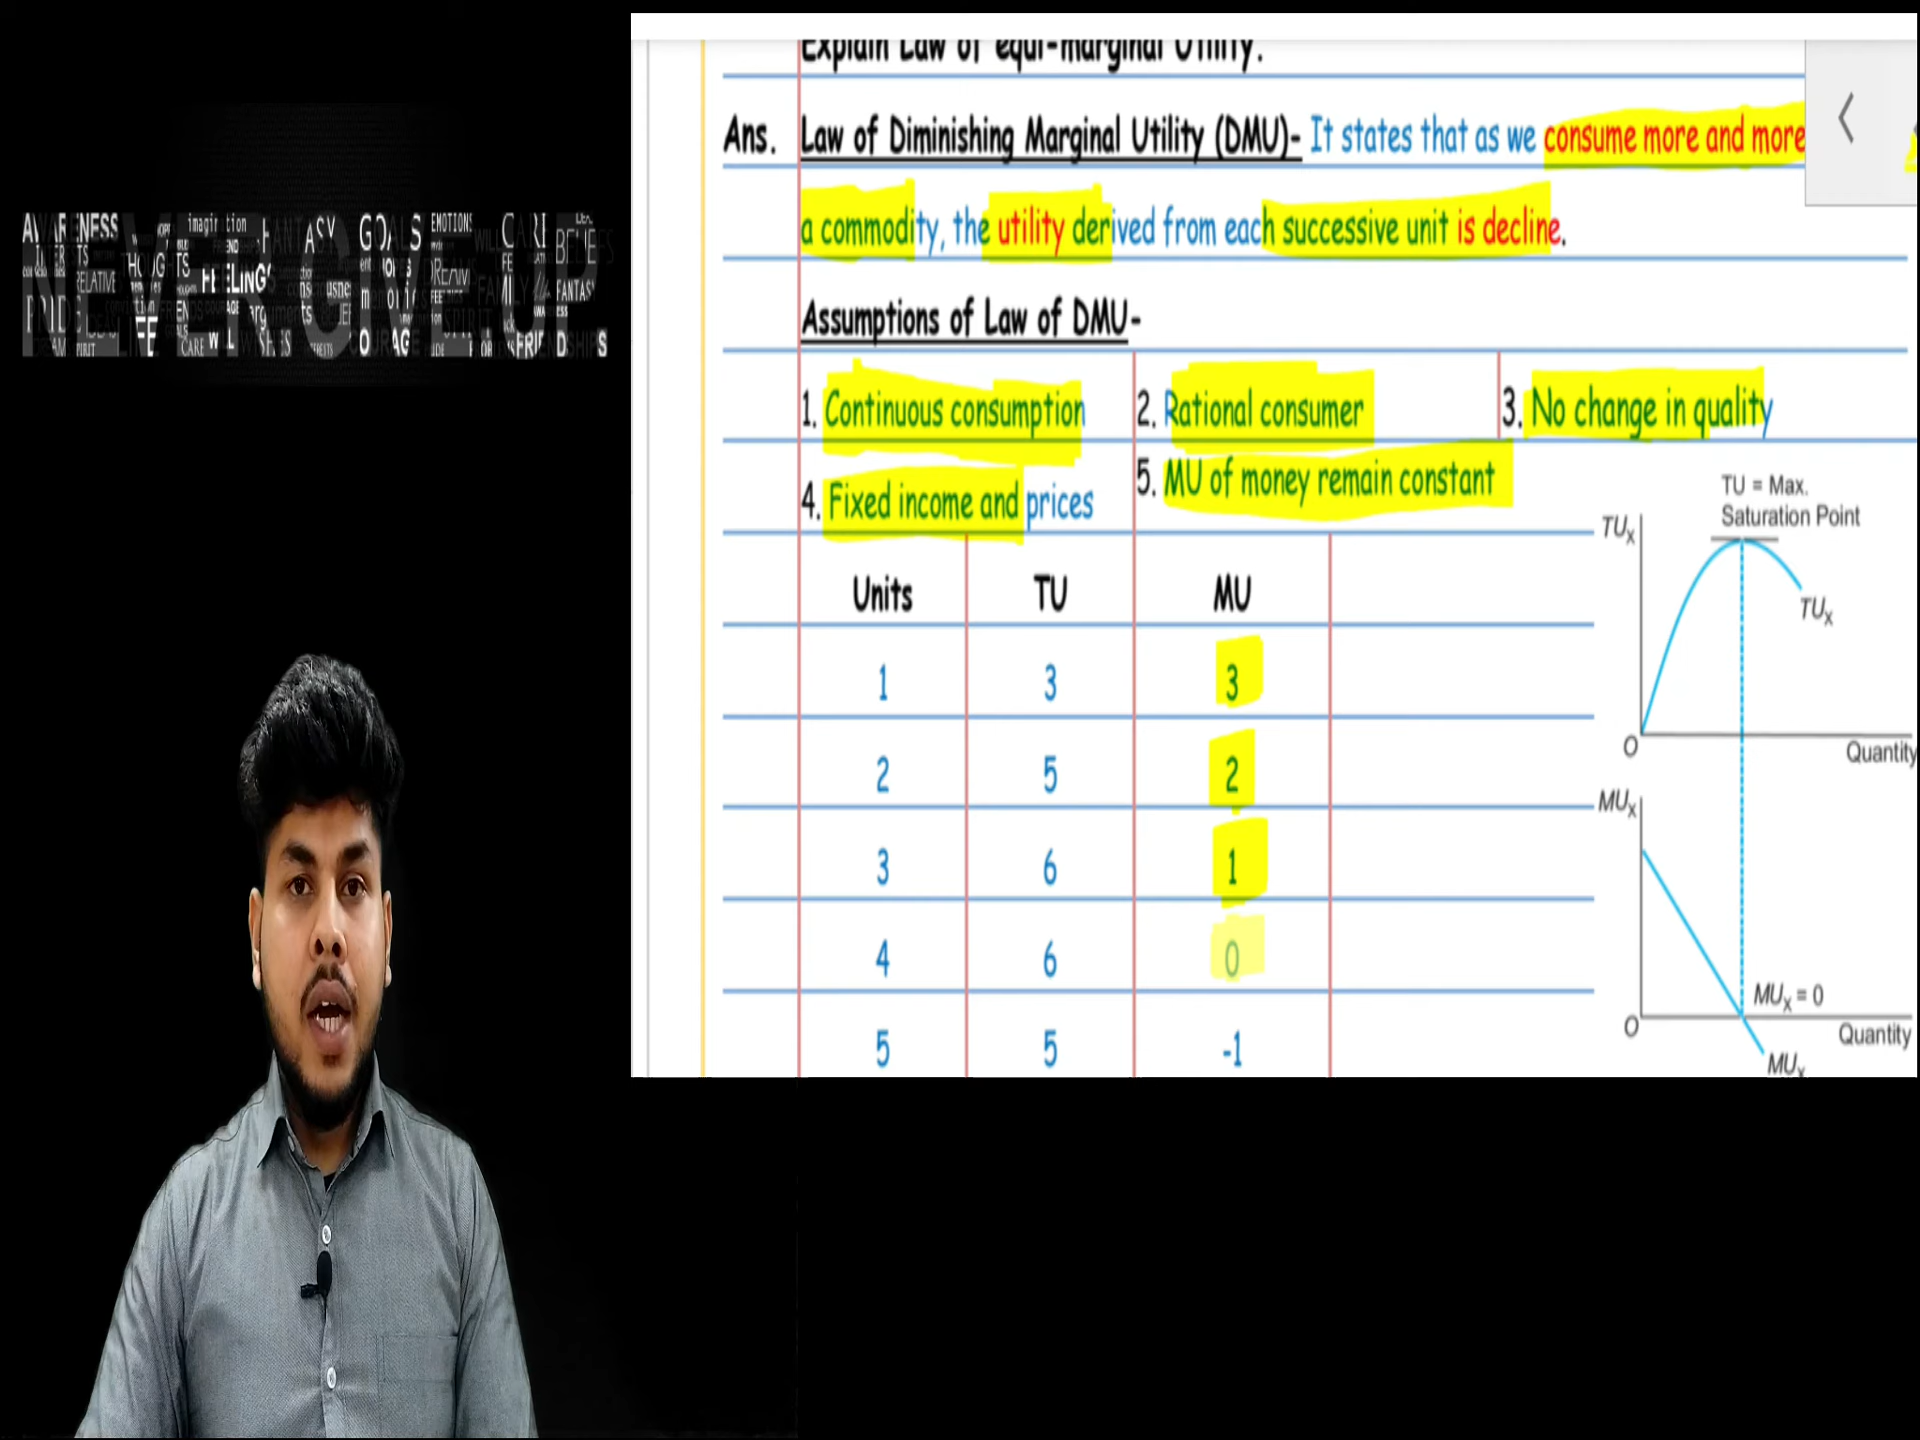 NEVER GIVE UP.
Explain Law of equi-marginal Utility.
Ans. Law of Diminishing Marginal Utility (DMU)- It states that as we consume more and more
a commodity, the utility derived from each successive unit is decline.
Assumptions of Law of DMU-
1. Continuous consumption 2. Rational consumer 3. No change in quality
4. Fixed income and prices 5. MU of money remain constant
Units TU MU
1 3 3
2 5 2
3 6 1
4 6 0
5 5 -1
TU = Max.
Saturation Point
TUx
TUx
O
Quantity
MUx
MUx = 0
O
Quantity
MUx